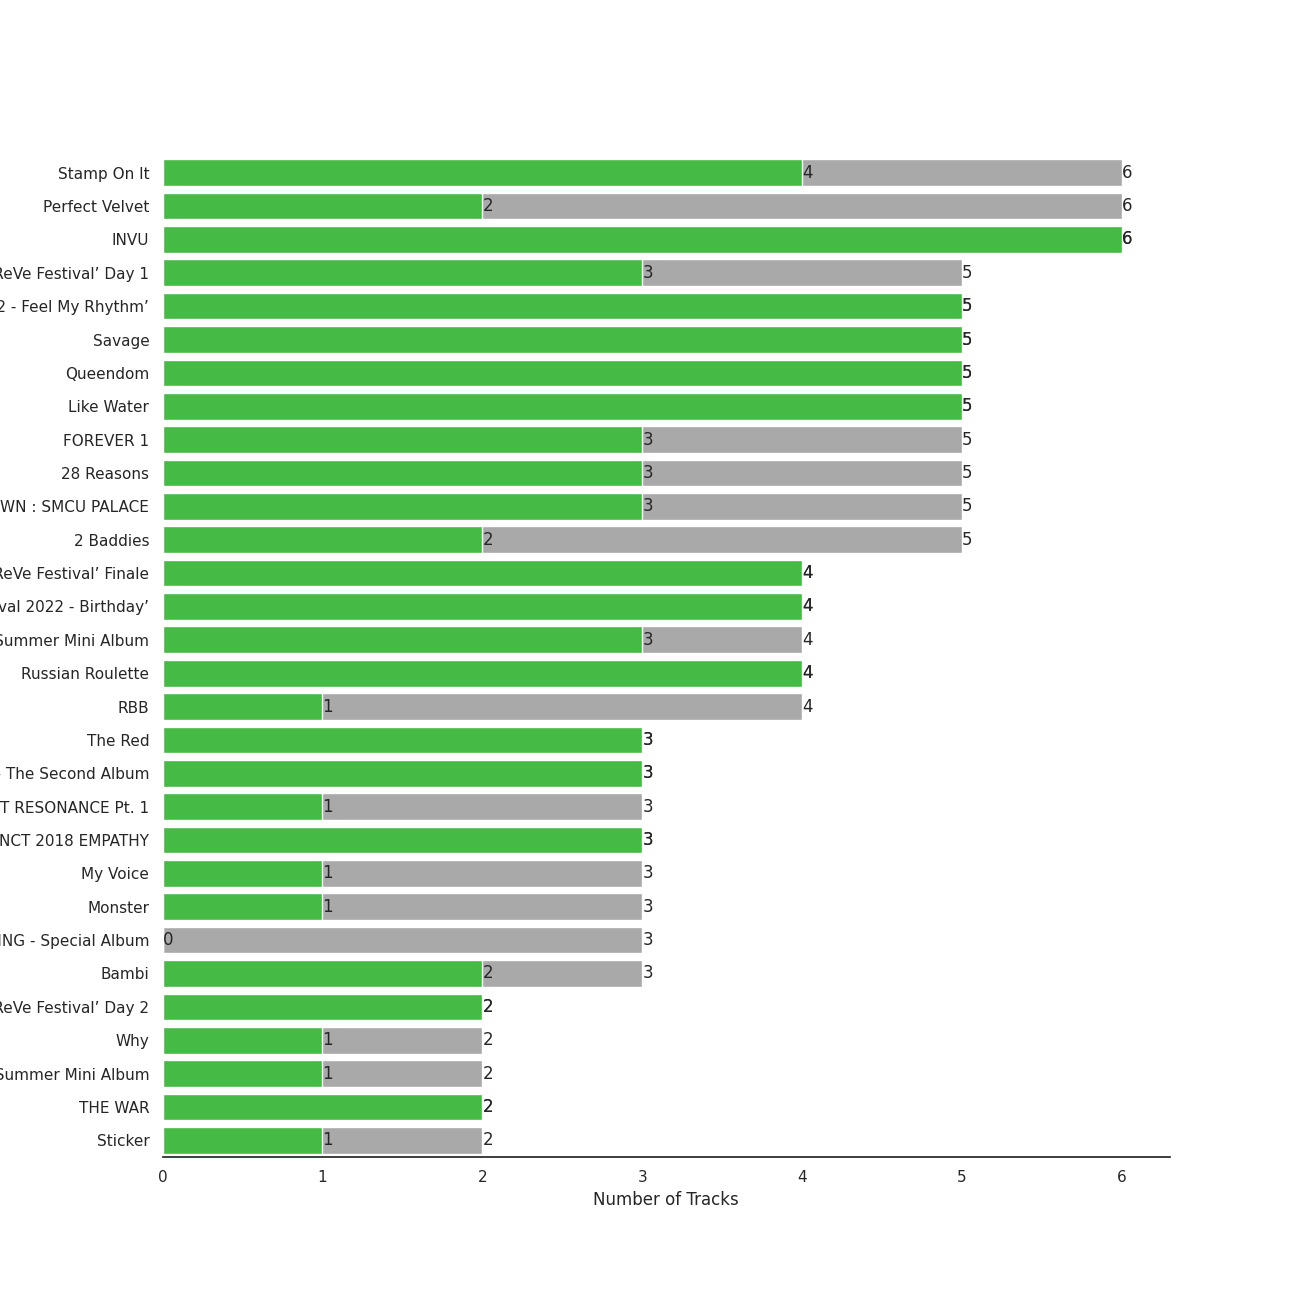 Stamp On It 4 6
Perfect Velvet 2 6
INVU 6
ReVe Festival’ Day 1 3 5
2 - Feel My Rhythm’ 5
Savage 5
Queendom 5
Like Water 5
FOREVER 1 3 5
28 Reasons 3 5
WN : SMCU PALACE 3 5
2 Baddies 2 5
ReVe Festival’ Finale 4
val 2022 - Birthday’ 4
Summer Mini Album 3 4
Russian Roulette 4
RBB 1 4
The Red 3
- The Second Album 3
T RESONANCE Pt. 1 1 3
NCT 2018 EMPATHY 3
My Voice 1 3
Monster 1 3
ING - Special Album 0 3
Bambi 2 3
ReVe Festival’ Day 2 2
Why 1 2
Summer Mini Album 1 2
THE WAR 2
Sticker 1 2
0 1 2 3 4 5 6
Number of Tracks